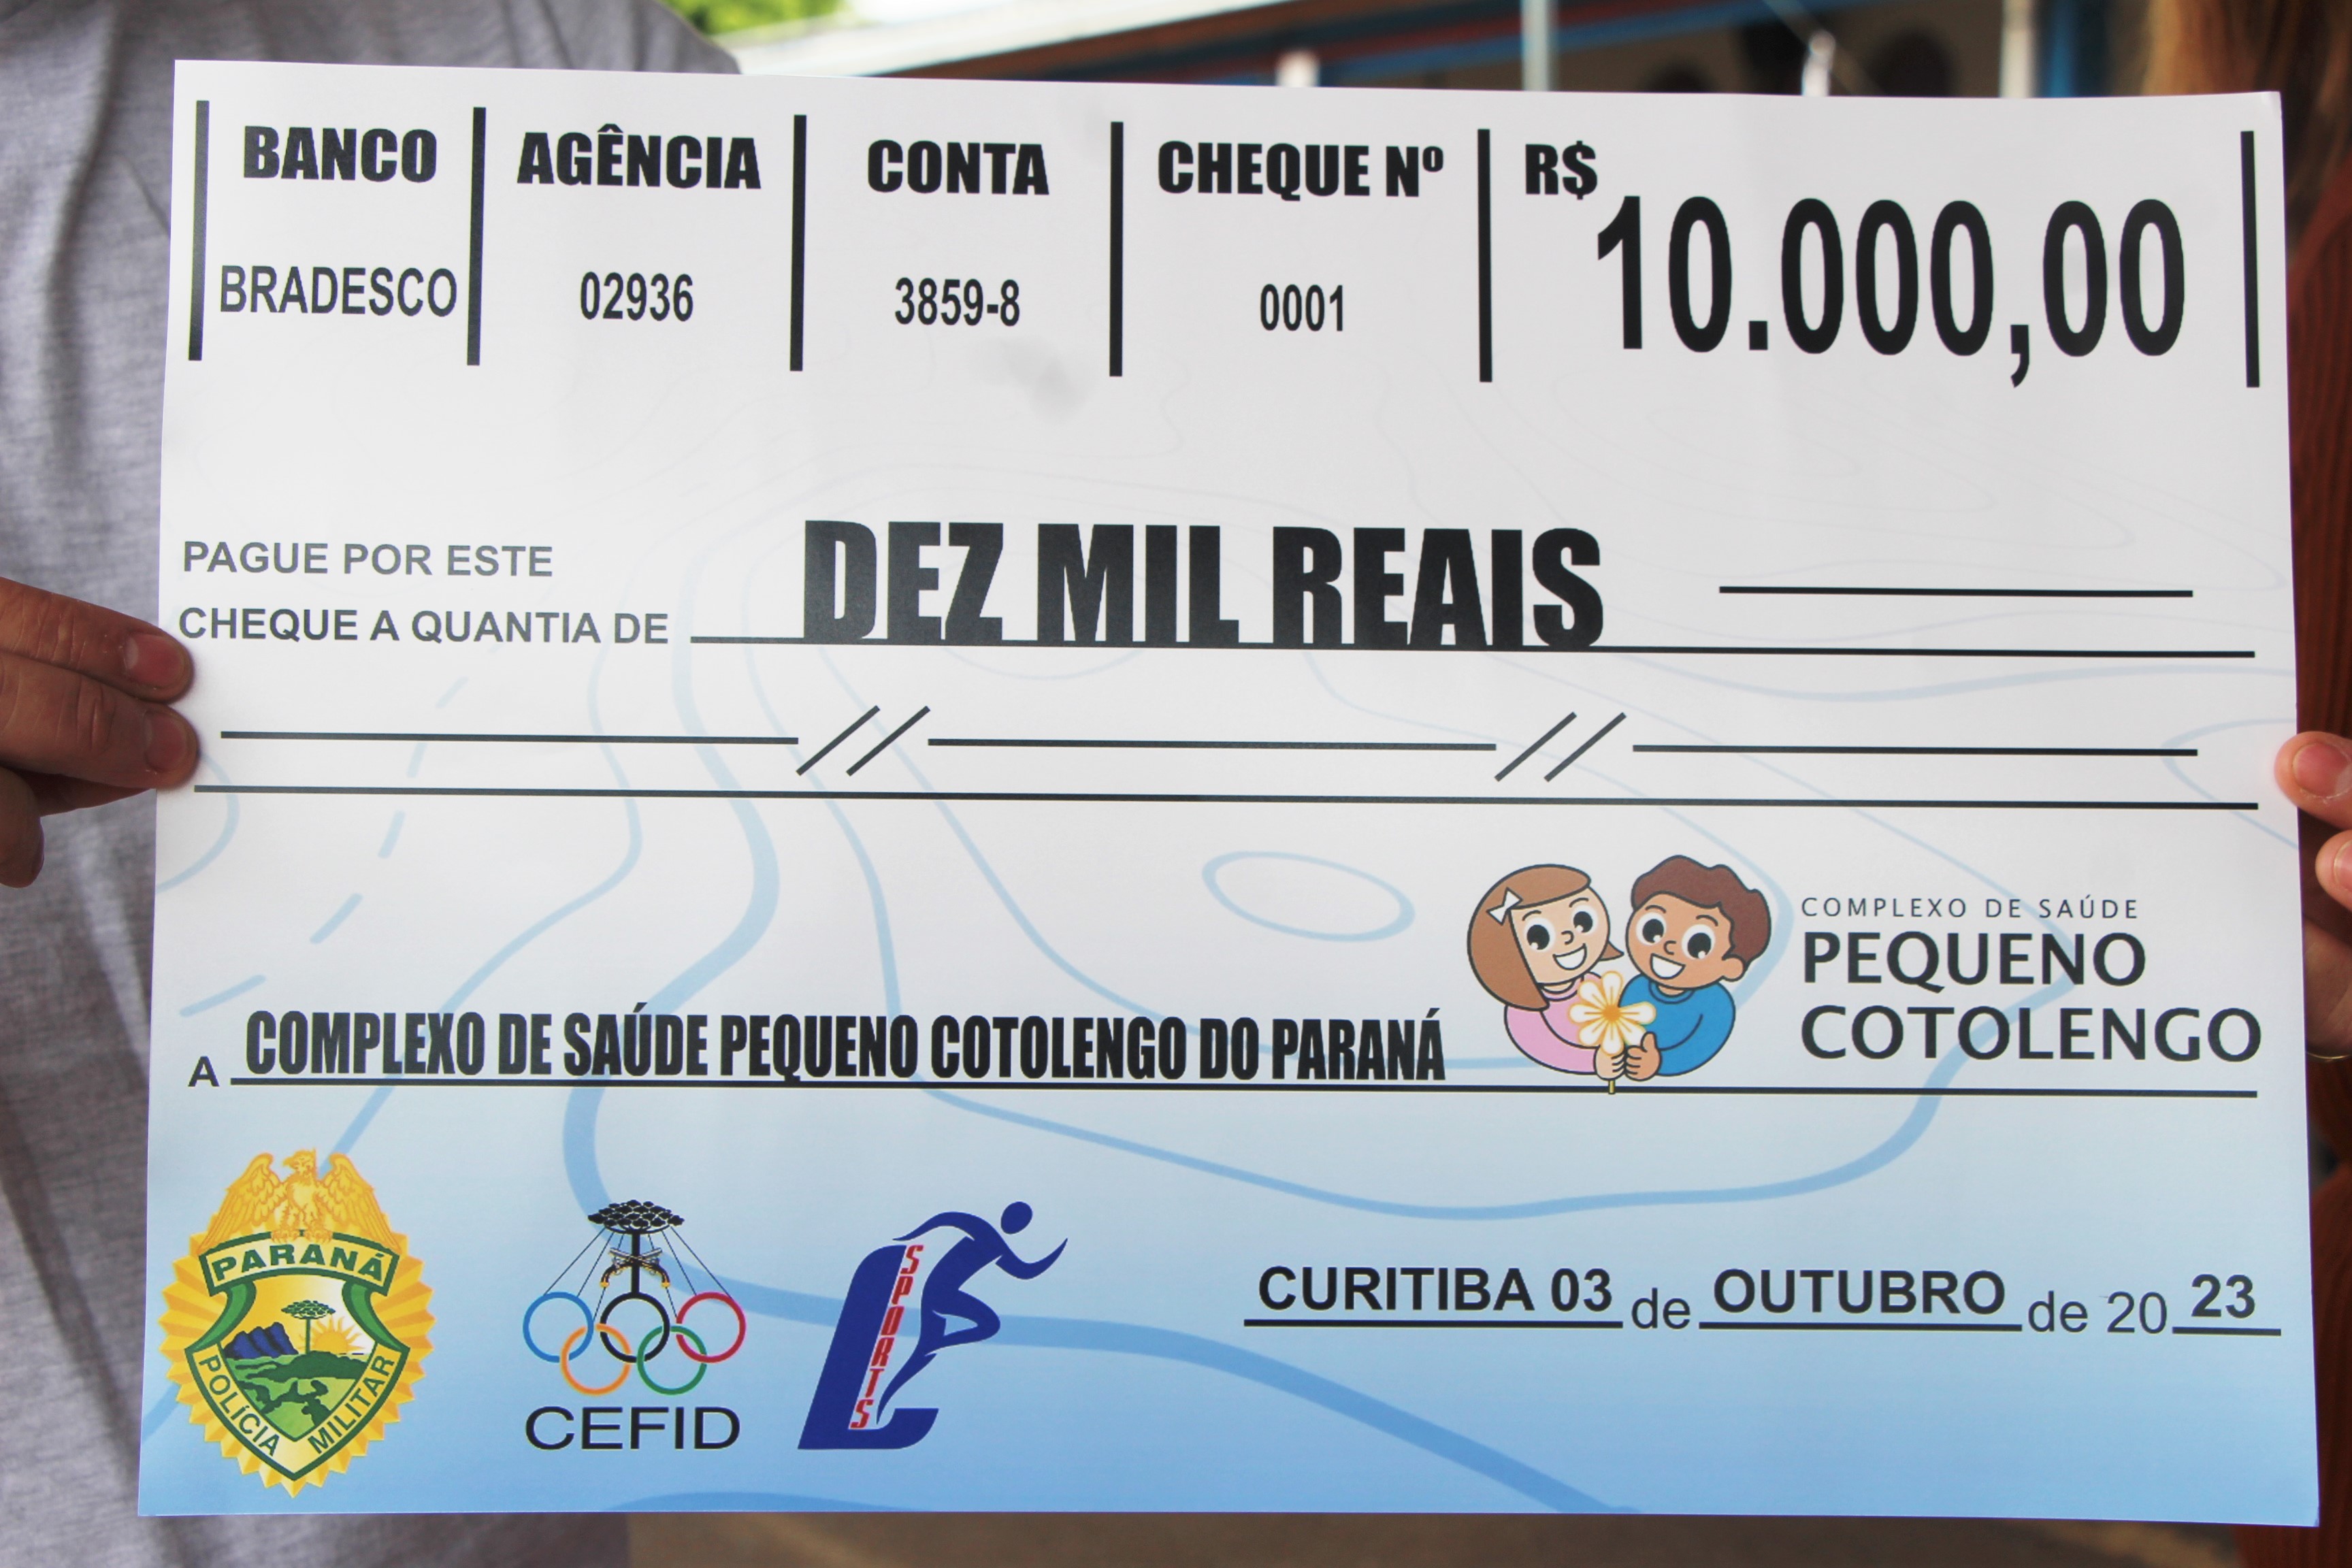 BANCO AGÊNCIA CONTA CHEQUE Nº R$ 10.000,00
BRADESCO 02936 3859-8 0001
PAGUE POR ESTE
CHEQUE A QUANTIA DE DEZ MIL REAIS
COMPLEXO DE SAÚDE
PEQUENO
COTOLENGO
A COMPLEXO DE SAÚDE PEQUENO COTOLENGO DO PARANÁ
PARANÁ
POLÍCIA MILITAR
CEFID
L SPORTS
CURITIBA 03 de OUTUBRO de 20 23